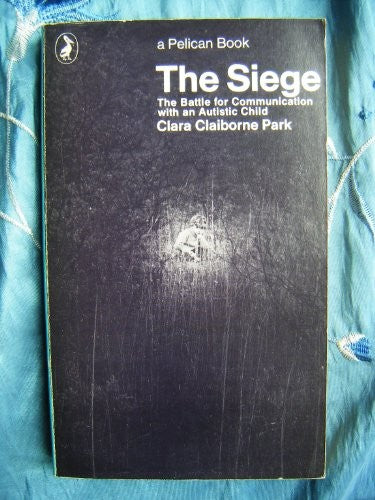 a Pelican Book
The Siege
The Battle for Communication
with an Autistic Child
Clara Claiborne Park